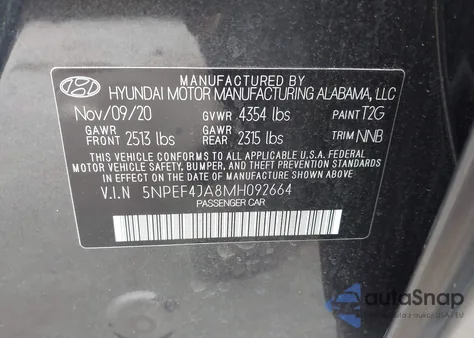 MANUFACTURED BY
HYUNDAI MOTOR MANUFACTURING ALABAMA, LLC
Nov/09/20 GVWR 4354 lbs PAINT T2G
GAWR FRONT 2513 lbs GAWR REAR 2315 lbs TRIM NNB
THIS VEHICLE CONFORMS TO ALL APPLICABLE U.S.A FEDERAL
MOTOR VEHICLE SAFETY, BUMPER, AND THEFT PREVENTION
STANDARDS IN EFFECT ON THE DATE OF MANUFACTURE
V.I.N 5NPEF4JA8MH092664
PASSENGER CAR
autoSnap